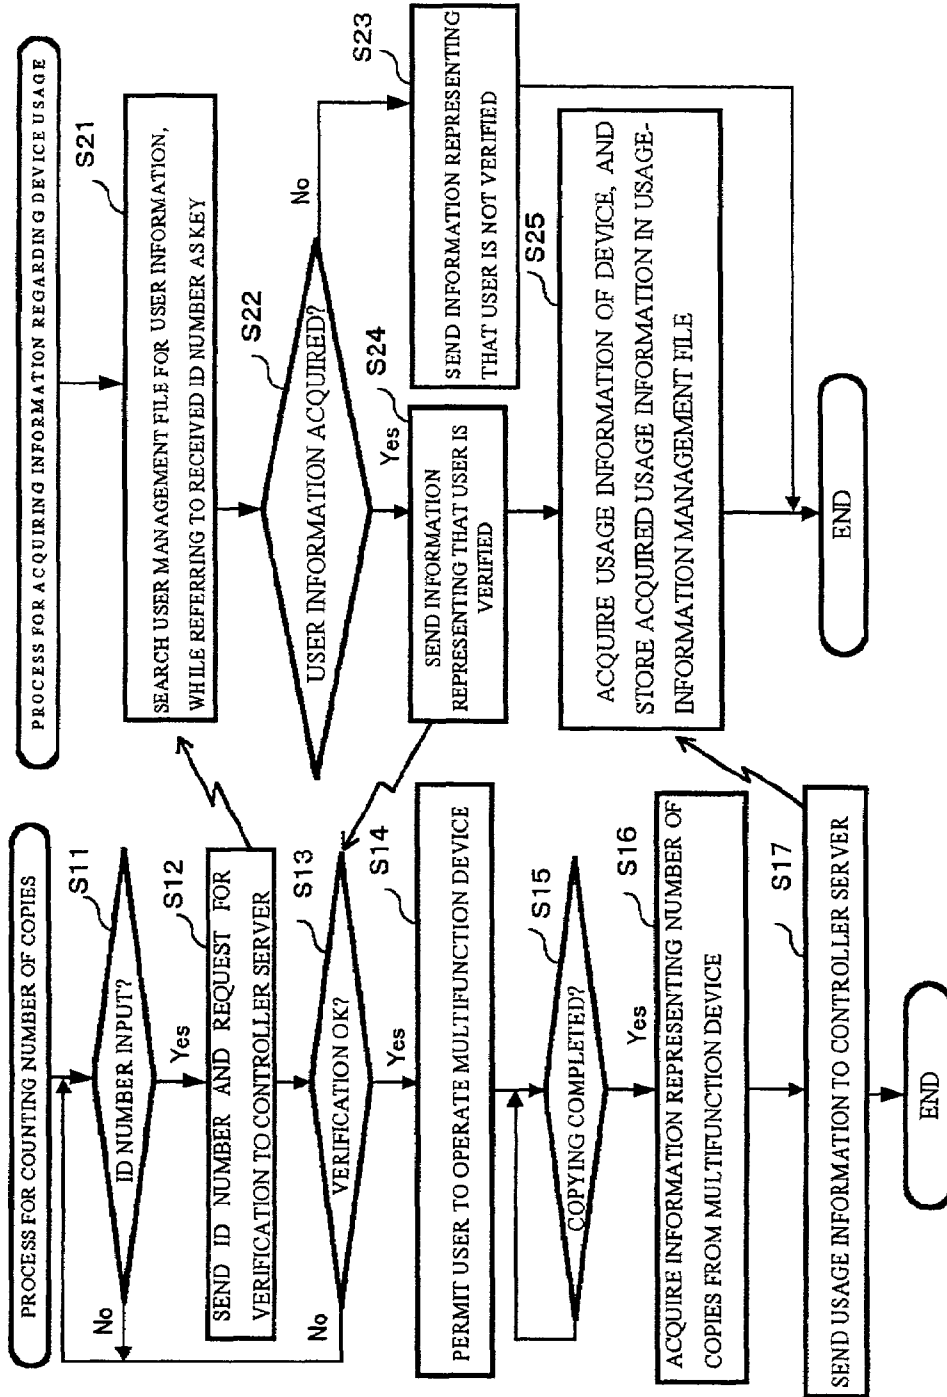 PROCESS FOR COUNTING NUMBER OF COPIES
S11
ID NUMBER INPUT?
No
Yes
S12
SEND ID NUMBER AND REQUEST FOR
VERIFICATION TO CONTROLLER SERVER
S13
VERIFICATION OK?
No
Yes
S14
PERMIT USER TO OPERATE MULTIFUNCTION DEVICE
S15
COPYING COMPLETED?
Yes
S16
ACQUIRE INFORMATION REPRESENTING NUMBER OF
COPIES FROM MULTIFUNCTION DEVICE
S17
SEND USAGE INFORMATION TO CONTROLLER SERVER
END
PROCESS FOR ACQUIRING INFORMATION REGARDING DEVICE USAGE
S21
SEARCH USER MANAGEMENT FILE FOR USER INFORMATION,
WHILE REFERRING TO RECEIVED ID NUMBER AS KEY
S22
USER INFORMATION ACQUIRED?
No
Yes
S23
SEND INFORMATION REPRESENTING
THAT USER IS NOT VERIFIED
S24
SEND INFORMATION
REPRESENTING THAT USER IS
VERIFIED
S25
ACQUIRE USAGE INFORMATION OF DEVICE, AND
STORE ACQUIRED USAGE INFORMATION IN USAGE-
INFORMATION MANAGEMENT FILE
END